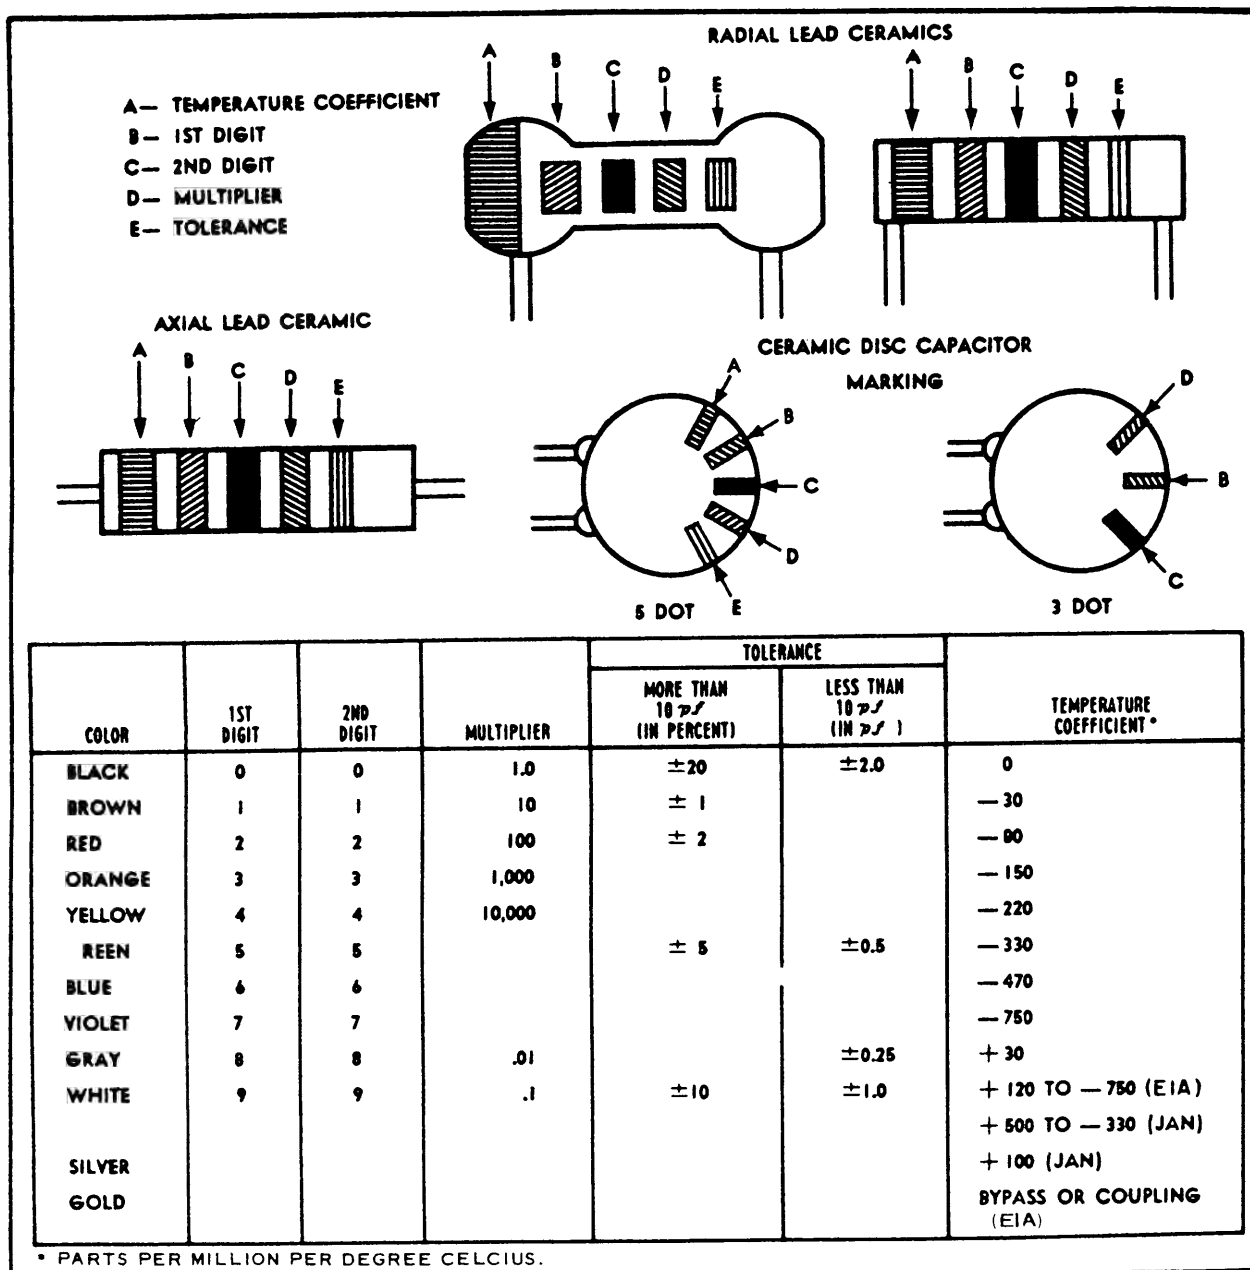 RADIAL LEAD CERAMICS
A B C D E
A B C D E
A— TEMPERATURE COEFFICIENT
B— 1ST DIGIT
C— 2ND DIGIT
D— MULTIPLIER
E— TOLERANCE
AXIAL LEAD CERAMIC
A B C D E
CERAMIC DISC CAPACITOR
MARKING
A
B
C
D
E
5 DOT
D
B
C
3 DOT
COLOR 1ST DIGIT 2ND DIGIT MULTIPLIER TOLERANCE MORE THAN 10 pf (IN PERCENT) LESS THAN 10 pf (IN pf ) TEMPERATURE COEFFICIENT*
BLACK 0 0 1.0 ±20 ±2.0 0
BROWN 1 1 10 ± 1 —30
RED 2 2 100 ± 2 —80
ORANGE 3 3 1,000 —150
YELLOW 4 4 10,000 —220
REEN 5 5 ± 5 ±0.5 —330
BLUE 6 6 —470
VIOLET 7 7 —750
GRAY 8 8 .01 ±0.25 +30
WHITE 9 9 .1 ±10 ±1.0 +120 TO —750 (EIA)
+500 TO —330 (JAN)
SILVER +100 (JAN)
GOLD BYPASS OR COUPLING
(EIA)
* PARTS PER MILLION PER DEGREE CELCIUS.